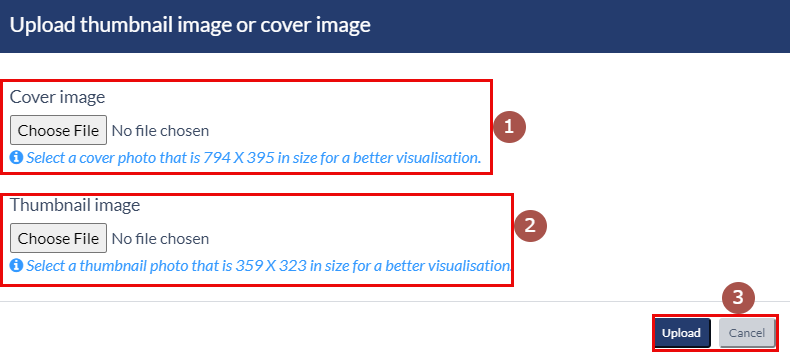 Upload thumbnail image or cover image
Cover image
Choose File No file chosen
Select a cover photo that is 794 X 395 in size for a better visualisation.
1
Thumbnail image
Choose File No file chosen
Select a thumbnail photo that is 359 X 323 in size for a better visualisation.
2
3
Upload Cancel